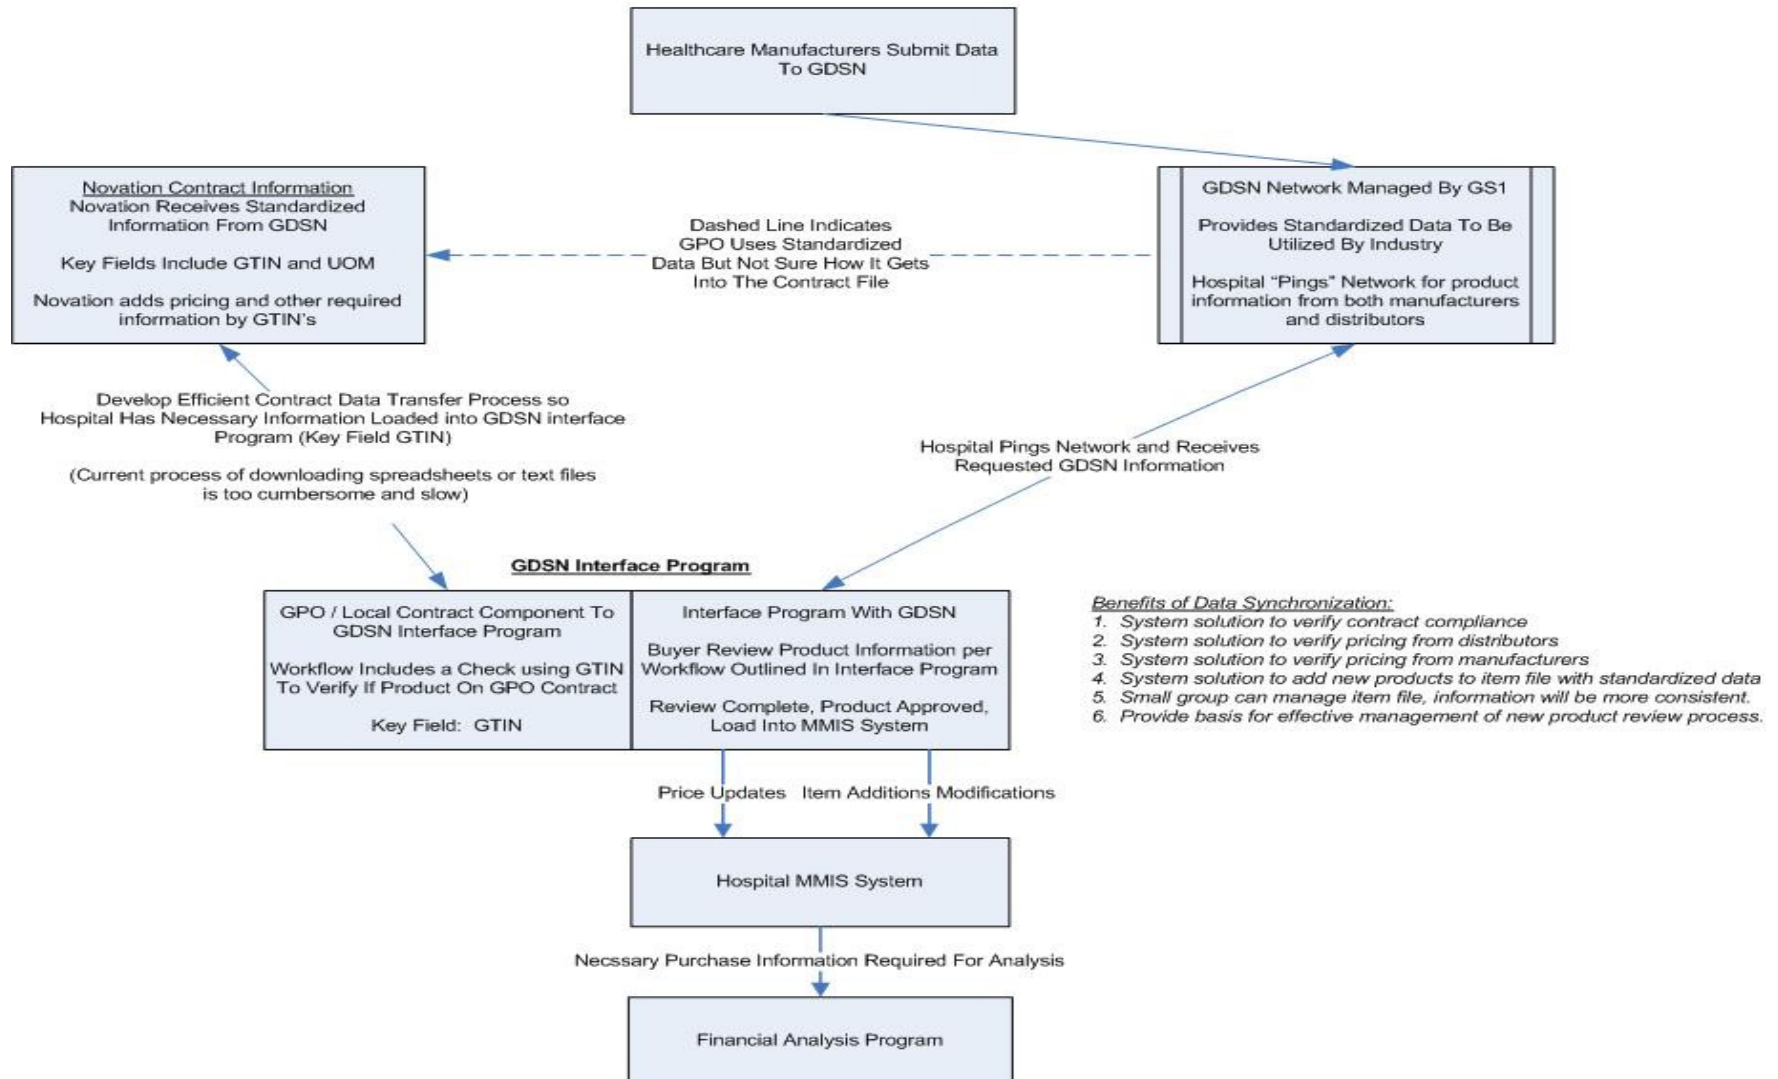 Healthcare Manufacturers Submit Data
To GDSN
Novation Contract Information
Novation Receives Standardized
Information From GDSN
Key Fields Include GTIN and UOM
Novation adds pricing and other required
information by GTIN's
Dashed Line Indicates
GPO Uses Standardized
Data But Not Sure How It Gets
Into The Contract File
GDSN Network Managed By GS1
Provides Standardized Data To Be
Utilized By Industry
Hospital “Pings” Network for product
information from both manufacturers
and distributors
Develop Efficient Contract Data Transfer Process so
Hospital Has Necessary Information Loaded into GDSN interface
Program (Key Field GTIN)
(Current process of downloading spreadsheets or text files
is too cumbersome and slow)
Hospital Pings Network and Receives
Requested GDSN Information
GDSN Interface Program
GPO / Local Contract Component To
GDSN Interface Program
Workflow Includes a Check using GTIN
To Verify If Product On GPO Contract
Key Field: GTIN
Interface Program With GDSN
Buyer Review Product Information per
Workflow Outlined In Interface Program
Review Complete, Product Approved,
Load Into MMIS System
Benefits of Data Synchronization:
1. System solution to verify contract compliance
2. System solution to verify pricing from distributors
3. System solution to verify pricing from manufacturers
4. System solution to add new products to item file with standardized data
5. Small group can manage item file, information will be more consistent.
6. Provide basis for effective management of new product review process.
Price Updates
Item Additions Modifications
Hospital MMIS System
Necssary Purchase Information Required For Analysis
Financial Analysis Program